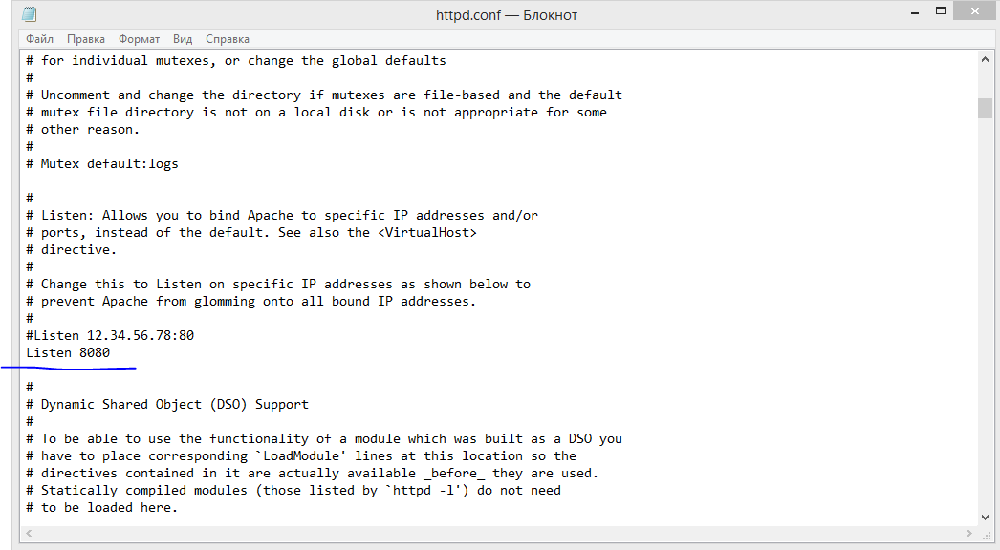 httpd.conf — Блокнот
Файл Правка Формат Вид Справка
# for individual mutexes, or change the global defaults
#
# Uncomment and change the directory if mutexes are file-based and the default
# mutex file directory is not on a local disk or is not appropriate for some
# other reason.
#
# Mutex default:logs
#
# Listen: Allows you to bind Apache to specific IP addresses and/or
# ports, instead of the default. See also the <VirtualHost>
# directive.
#
# Change this to Listen on specific IP addresses as shown below to
# prevent Apache from glomming onto all bound IP addresses.
#
#Listen 12.34.56.78:80
Listen 8080
#
# Dynamic Shared Object (DSO) Support
#
# To be able to use the functionality of a module which was built as a DSO you
# have to place corresponding `LoadModule' lines at this location so the
# directives contained in it are actually available _before_ they are used.
# Statically compiled modules (those listed by `httpd -l') do not need
# to be loaded here.